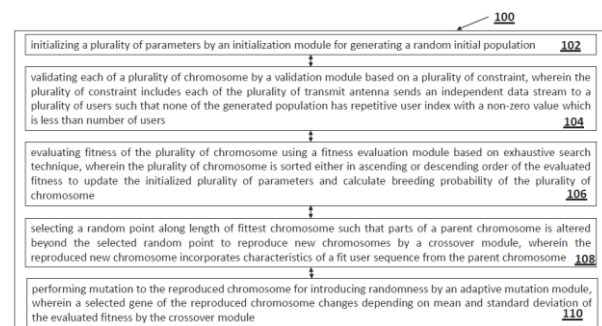 100
initializing a plurality of parameters by an initialization module for generating a random initial population 102
validating each of a plurality of chromosome by a validation module based on a plurality of constraint, wherein the
plurality of constraint includes each of the plurality of transmit antenna sends an independent data stream to a
plurality of users such that none of the generated population has repetitive user index with a non-zero value which
is less than number of users 104
evaluating fitness of the plurality of chromosome using a fitness evaluation module based on exhaustive search
technique, wherein the plurality of chromosome is sorted either in ascending or descending order of the evaluated
fitness to update the initialized plurality of parameters and calculate breeding probability of the plurality of
chromosome 106
selecting a random point along length of fittest chromosome such that parts of a parent chromosome is altered
beyond the selected random point to reproduce new chromosomes by a crossover module, wherein the
reproduced new chromosome incorporates characteristics of a fit user sequence from the parent chromosome 108
performing mutation to the reproduced chromosome for introducing randomness by an adaptive mutation module,
wherein a selected gene of the reproduced chromosome changes depending on mean and standard deviation of
the evaluated fitness by the crossover module 110